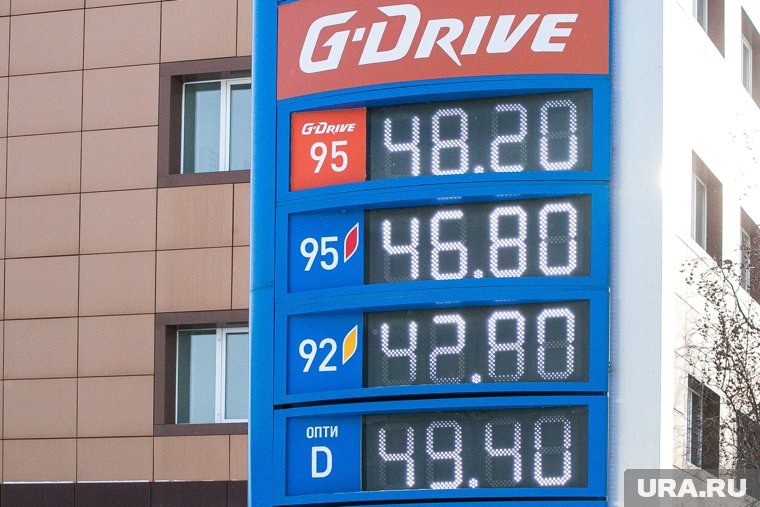 G-DRIVE
G-DRIVE
95 48.20
95 46.80
92 42.80
ОПТИ
D 49.40
URA.RU